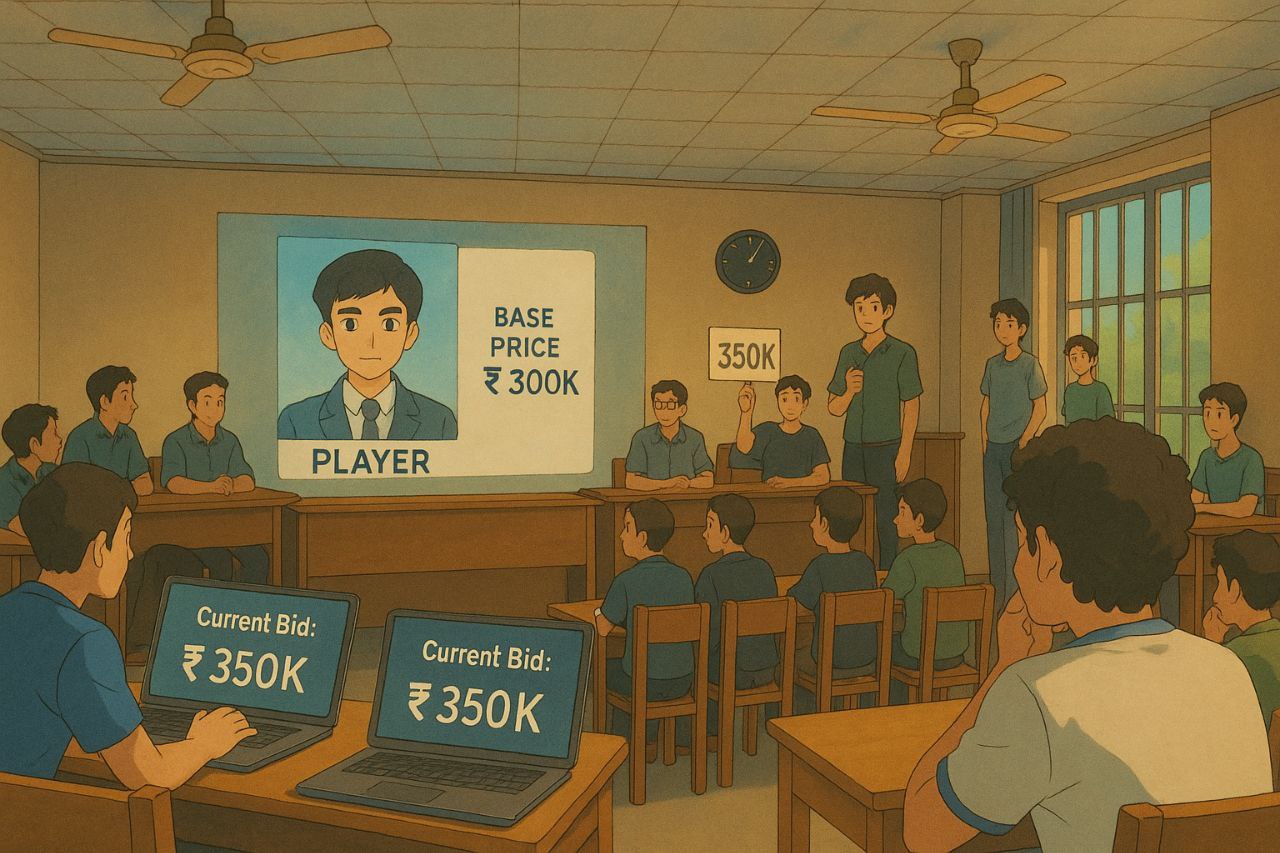 BASE
PRICE
₹ 300K
PLAYER
350K
Current Bid:
₹ 350K
Current Bid:
₹ 350K